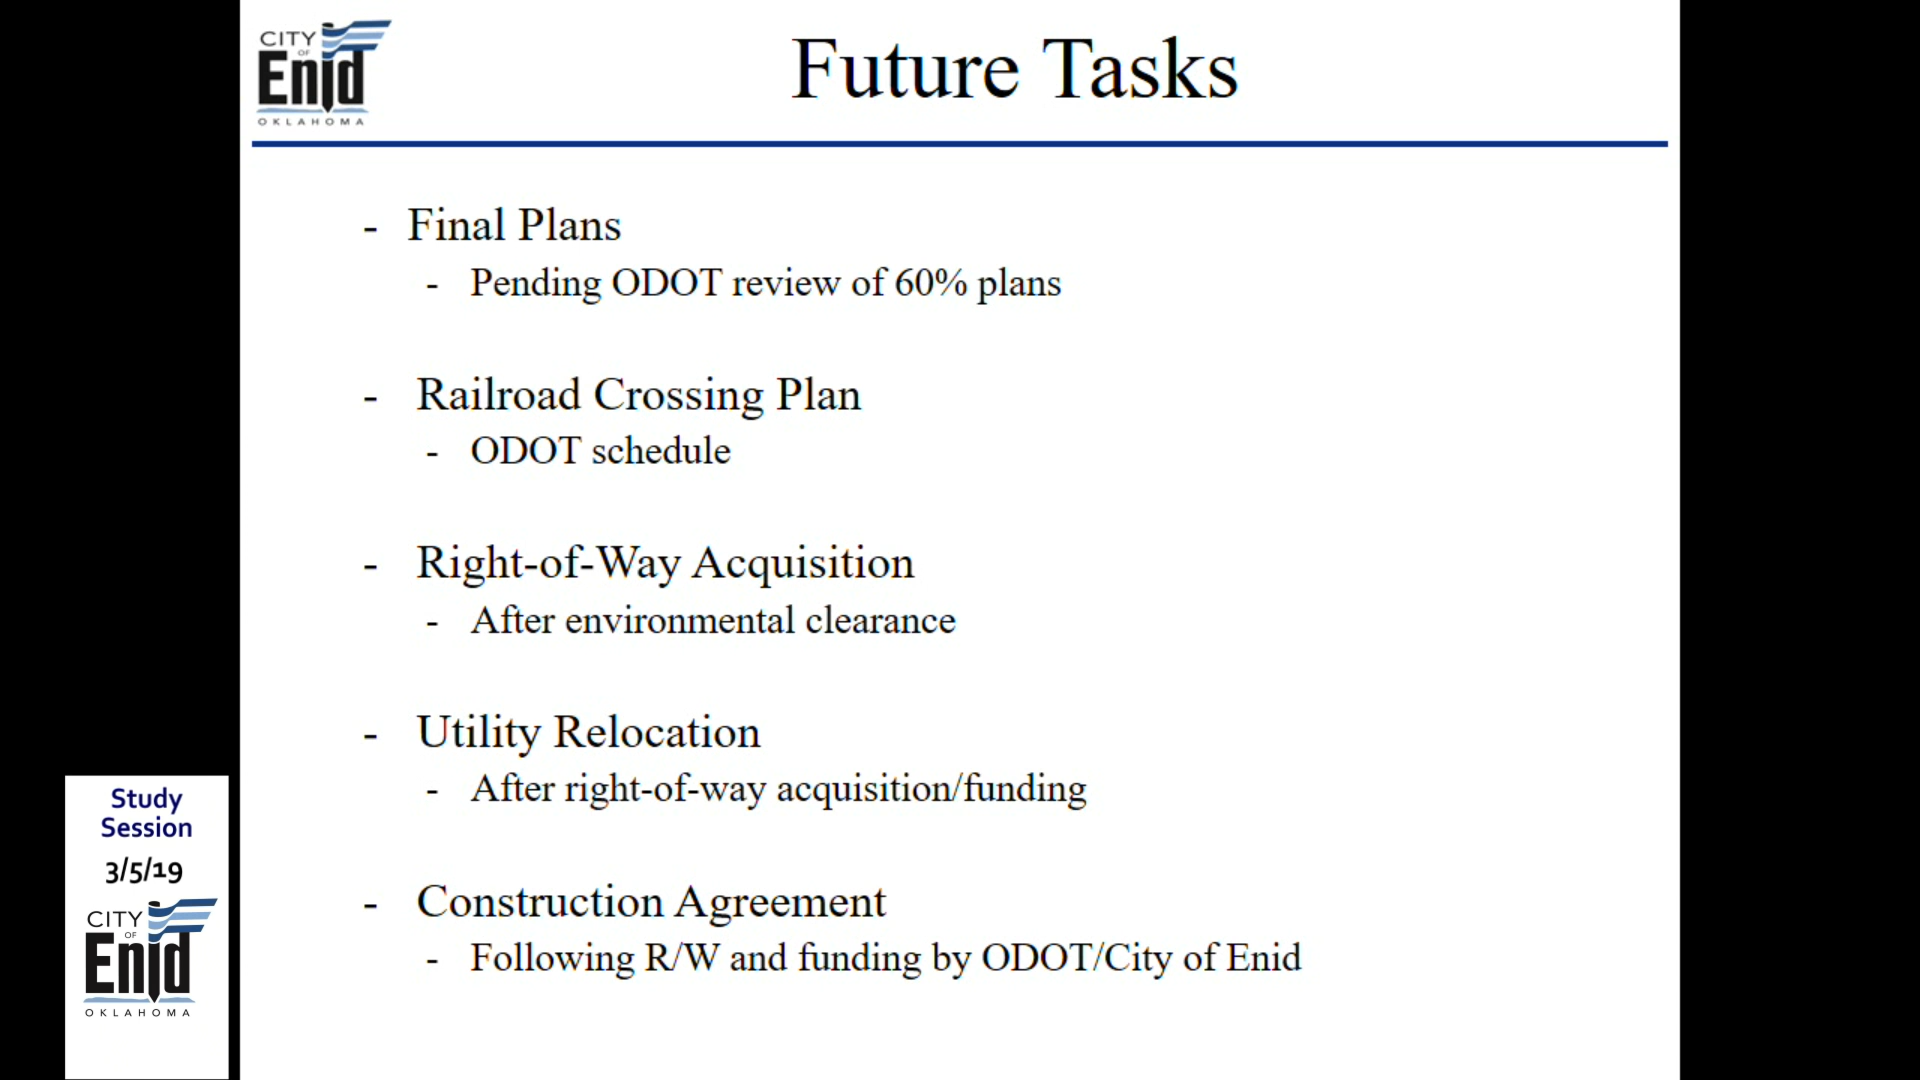 CITY
OF
Enid
OKLAHOMA
Future Tasks
- Final Plans
- Pending ODOT review of 60% plans
- Railroad Crossing Plan
- ODOT schedule
- Right-of-Way Acquisition
- After environmental clearance
- Utility Relocation
- After right-of-way acquisition/funding
- Construction Agreement
- Following R/W and funding by ODOT/City of Enid
Study
Session
3/5/19
CITY
OF
Enid
OKLAHOMA